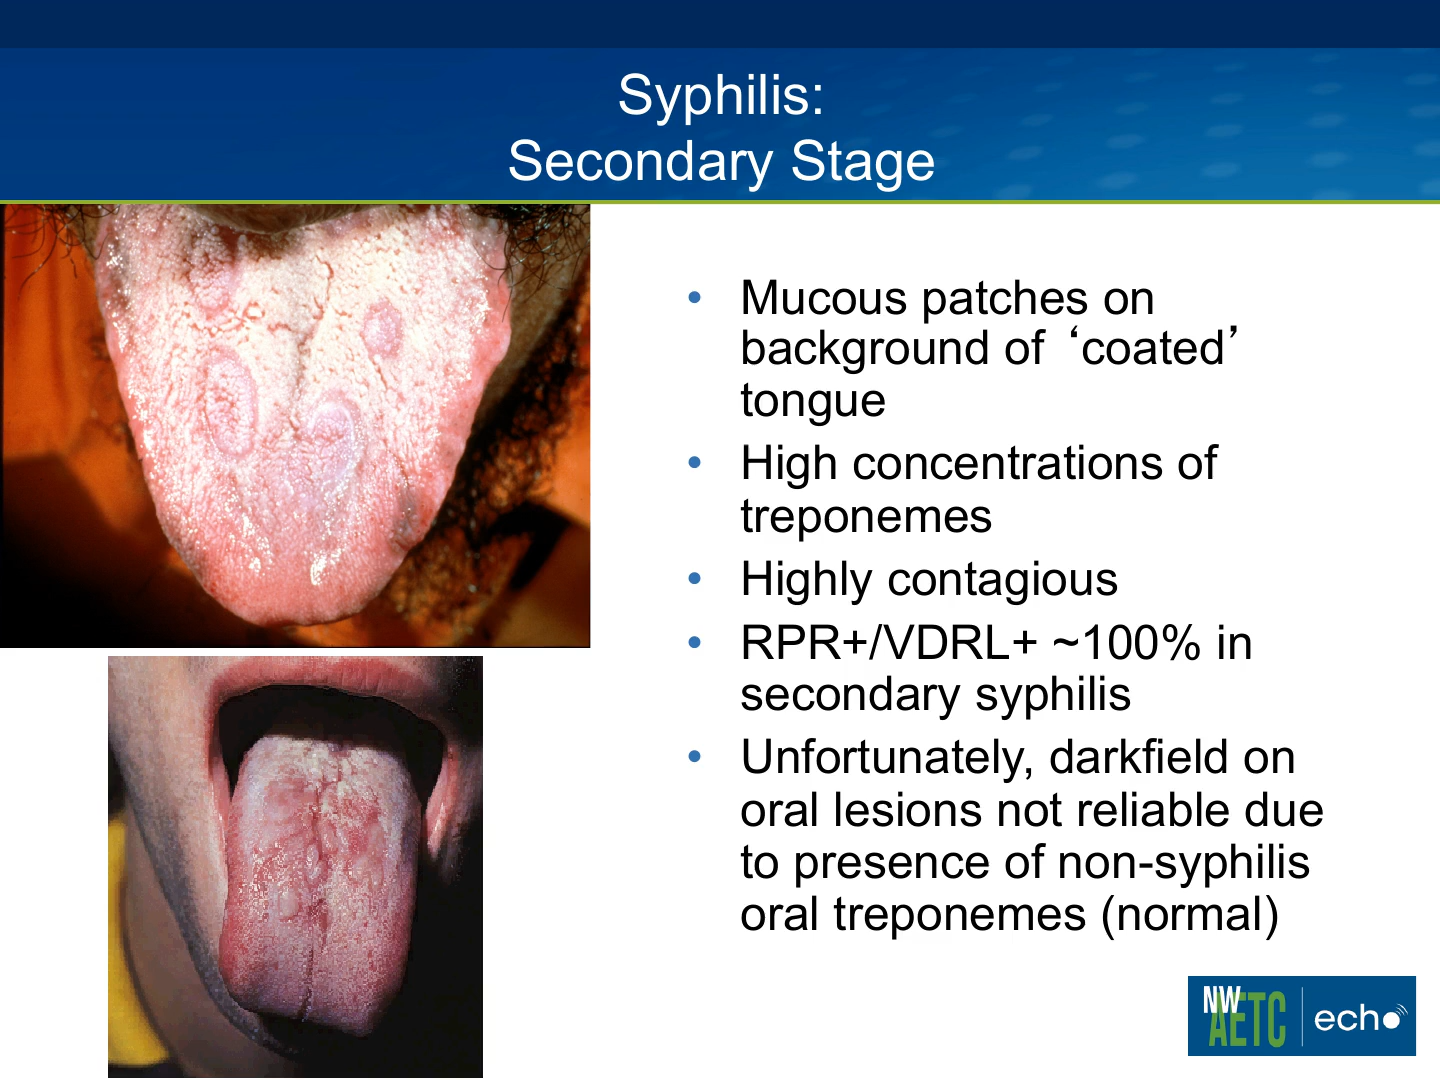 Syphilis:
Secondary Stage
• Mucous patches on
background of ‘coated’
tongue
• High concentrations of
treponemes
• Highly contagious
• RPR+/VDRL+ ~100% in
secondary syphilis
• Unfortunately, darkfield on
oral lesions not reliable due
to presence of non-syphilis
oral treponemes (normal)
NW
AETC
echo